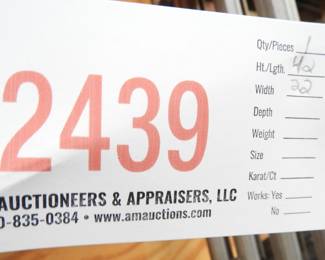 Qty/Pieces 1
Ht./Lgth. 42
Width 22
Depth
Weight
Size
Karat/Ct
Works: Yes
No
2439
AUCTIONEERS & APPRAISERS, LLC
0-835-0384 • www.amauctions.com